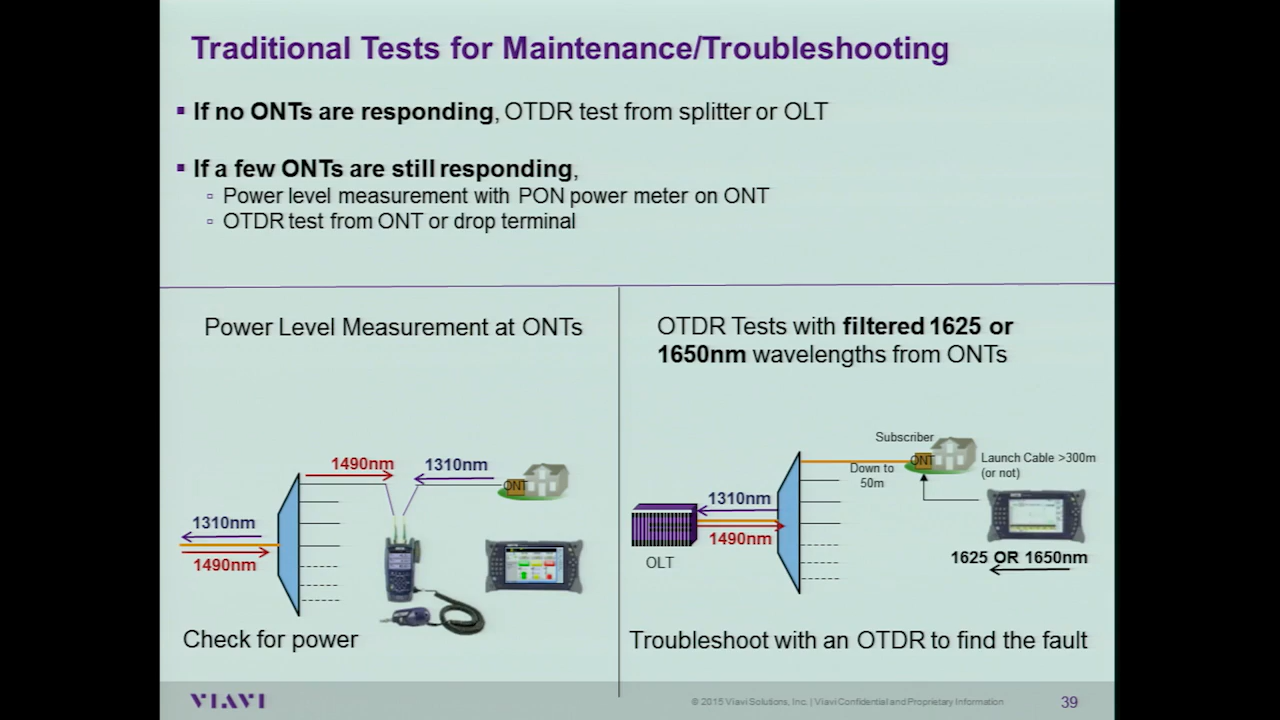 Traditional Tests for Maintenance/Troubleshooting
If no ONTs are responding, OTDR test from splitter or OLT
If a few ONTs are still responding,
Power level measurement with PON power meter on ONT
OTDR test from ONT or drop terminal
Power Level Measurement at ONTs
1490nm
1310nm
ONT
1310nm
1490nm
Check for power
OTDR Tests with filtered 1625 or
1650nm wavelengths from ONTs
Subscriber
ONT
Launch Cable >300m
(or not)
Down to
50m
1310nm
1490nm
OLT
1625 OR 1650nm
Troubleshoot with an OTDR to find the fault
VIAVI
© 2015 Viavi Solutions, Inc. | Viavi Confidential and Proprietary Information
39